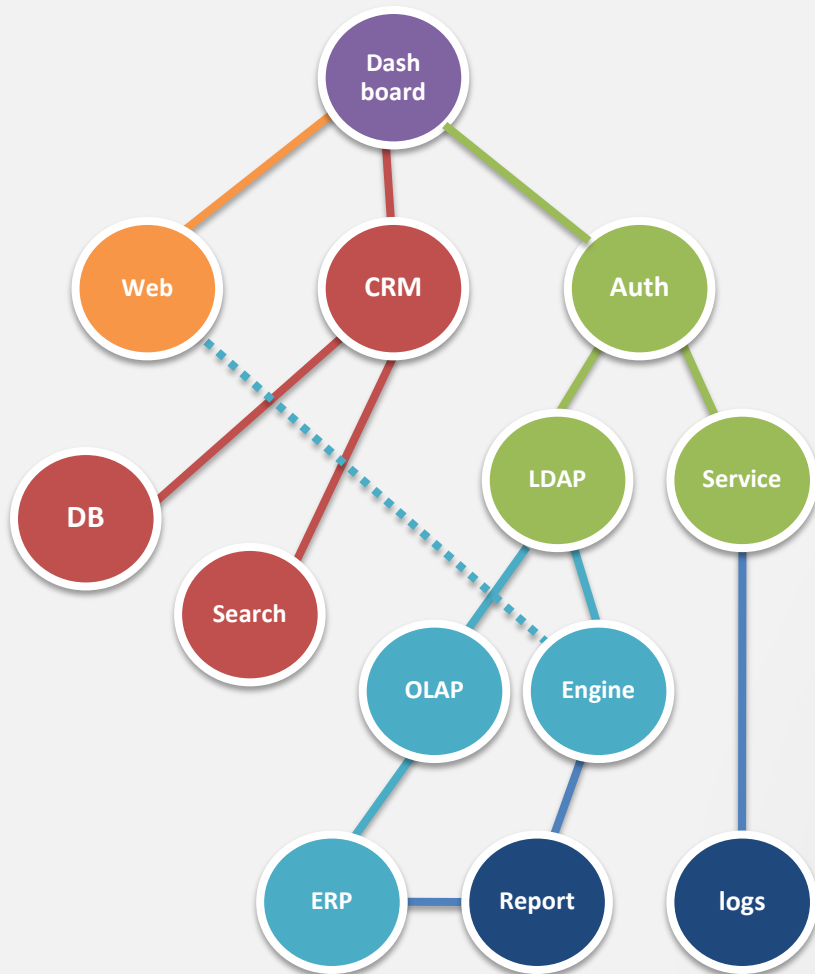 Dash
board
Web
CRM
Auth
LDAP
Service
DB
Search
OLAP
Engine
ERP
Report
logs